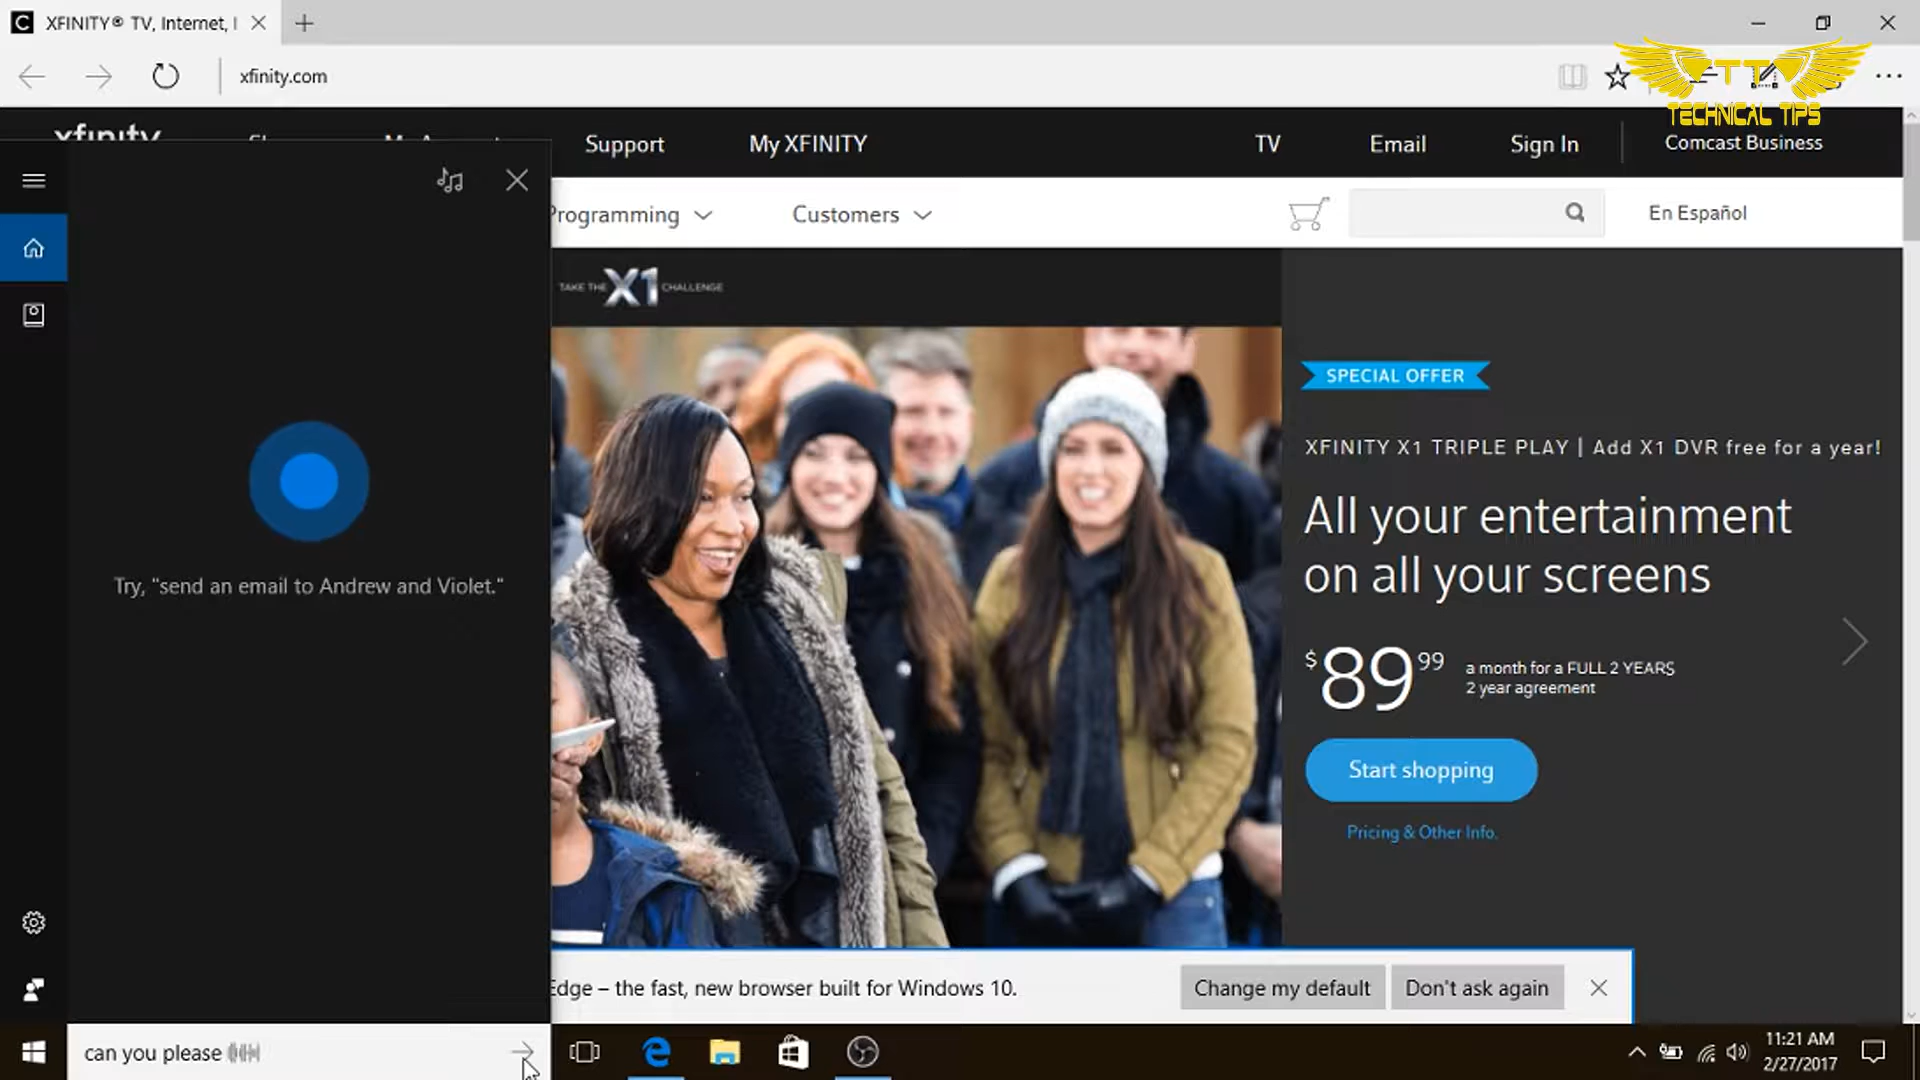 XFINITY® TV, Internet, I
xfinity.com
TT
TECHNICAL TIPS
xfinity
Support
My XFINITY
TV
Email
Sign In
Comcast Business
Programming
Customers
En Español
TAKE THE X1 CHALLENGE
SPECIAL OFFER
XFINITY X1 TRIPLE PLAY | Add X1 DVR free for a year!
All your entertainment
on all your screens
$89 99
a month for a FULL 2 YEARS
2 year agreement
Start shopping
Pricing & Other Info.
Try, "send an email to Andrew and Violet."
Edge – the fast, new browser built for Windows 10.
Change my default
Don't ask again
can you please
11:21 AM
2/27/2017